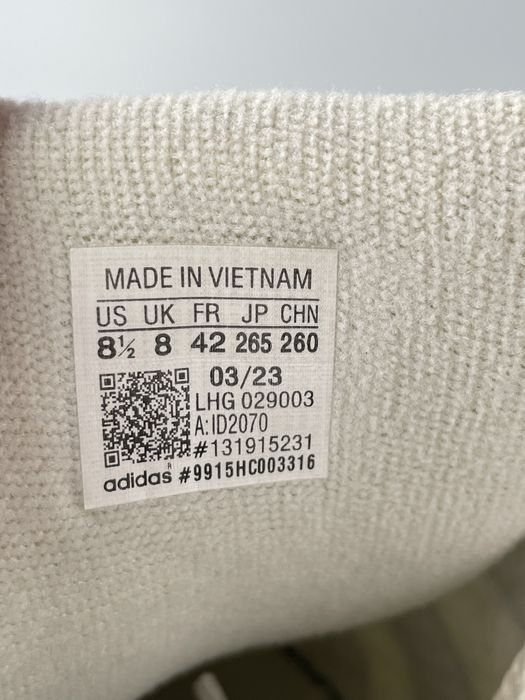 MADE IN VIETNAM
US UK FR JP CHN
8½ 8 42 265 260
03/23
LHG 029003
A:ID2070
#131915231
adidas® #9915HC003316